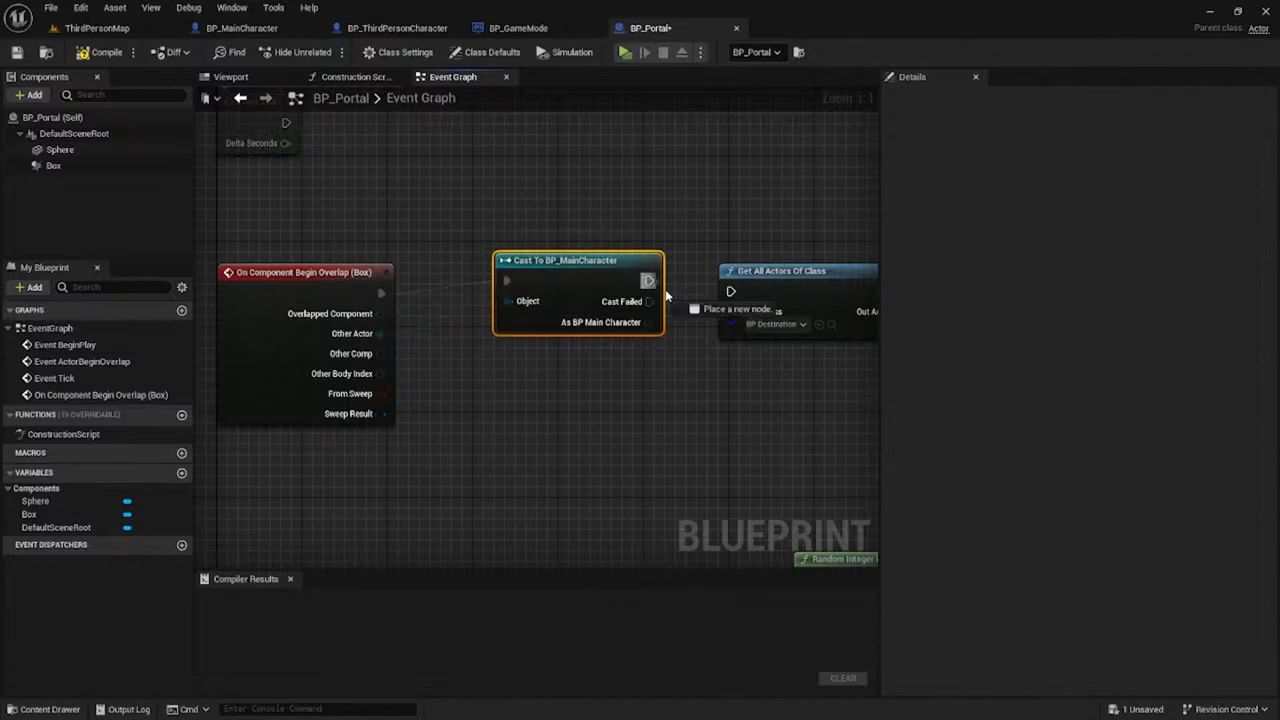 File Edit Asset View Debug Window Tools Help
ThirdPersonMap BP_MainCharacter BP_ThirdPersonCharacter BP_GameMode BP_Portal•
Parent class: Actor
Compile Diff Find Hide Unrelated Class Settings Class Defaults Simulation BP_Portal
Components Viewport Construction Scr... Event Graph Details
Add Search
BP_Portal > Event Graph
BP_Portal (Self)
DefaultSceneRoot
Sphere
Box
Delta Seconds
On Component Begin Overlap (Box)
Overlapped Component
Other Actor
Other Comp
Other Body Index
From Sweep
Sweep Result
Cast To BP_MainCharacter
Object
Cast Failed
As BP Main Character
Place a new node.
Get All Actors Of Class
BP Destination
BLUEPRINT
Random Integer
My Blueprint
Add Search
GRAPHS
EventGraph
Event BeginPlay
Event ActorBeginOverlap
Event Tick
On Component Begin Overlap (Box)
FUNCTIONS (18 OVERRIDABLE)
ConstructionScript
MACROS
VARIABLES
Components
Sphere
Box
DefaultSceneRoot
EVENT DISPATCHERS
Compiler Results
CLEAR
Content Drawer Output Log Cmd Enter Console Command 1 Unsaved Revision Control